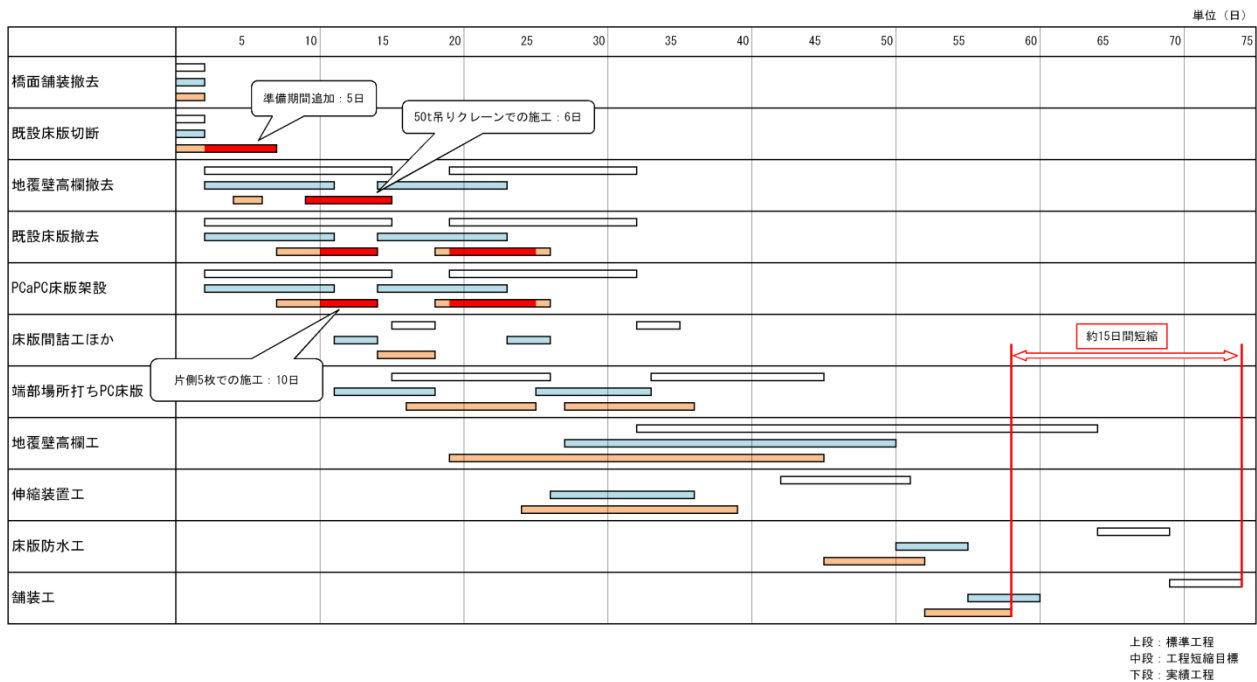 単位（日）
5 10 15 20 25 30 35 40 45 50 55 60 65 70 75
橋面舗装撤去
準備期間追加：5日
50t吊りクレーンでの施工：6日
既設床版切断
地覆壁高欄撤去
既設床版撤去
PCaPC床版架設
床版間詰工ほか
約15日間短縮
片側5枚での施工：10日
端部場所打ちPC床版
地覆壁高欄工
伸縮装置工
床版防水工
舗装工
上段：標準工程
中段：工程短縮目標
下段：実績工程